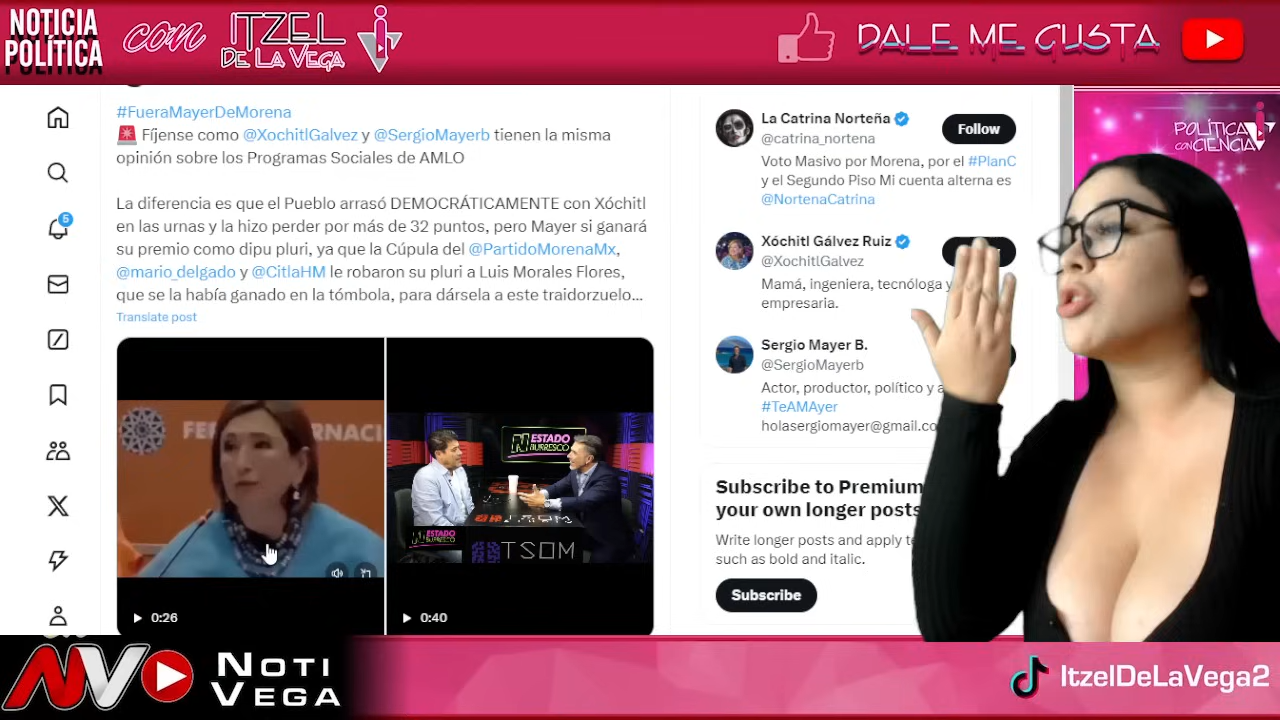 NOTICIA
POLÍTICA
con
ITZEL
DE LA VEGA
DALE ME GUSTA
#FueraMayerDeMorena
🚨 Fíjense como @XochitlGalvez y @SergioMayerb tienen la misma
opinión sobre los Programas Sociales de AMLO
La diferencia es que el Pueblo arrasó DEMOCRÁTICAMENTE con Xóchitl
en las urnas y la hizo perder por más de 32 puntos, pero Mayer si ganará
su premio como dipu pluri, ya que la Cúpula del @PartidoMorenaMx,
@mario_delgado y @CitlaHM le robaron su pluri a Luis Morales Flores,
que se la había ganado en la tómbola, para dársela a este traidorzuelo...
Translate post
0:26
ESTADO
BURRESCO
ESTADO
BURRESCO
TSOM
0:40
5
La Catrina Norteña
@catrina_nortena
Follow
Voto Masivo por Morena, por el #PlanC
y el Segundo Piso Mi cuenta alterna es
@NortenaCatrina
Xóchitl Gálvez Ruiz
@XochitlGalvez
Mamá, ingeniera, tecnóloga y
empresaria.
Sergio Mayer B.
@SergioMayerb
Actor, productor, político y a
#TeAMAyer
holasergiomayer@gmail.co
Subscribe to Premium
your own longer posts
Write longer posts and apply te
such as bold and italic.
Subscribe
POLÍTICA
CON CIENCIA
NV
NOTI
VEGA
ItzelDeLaVega2